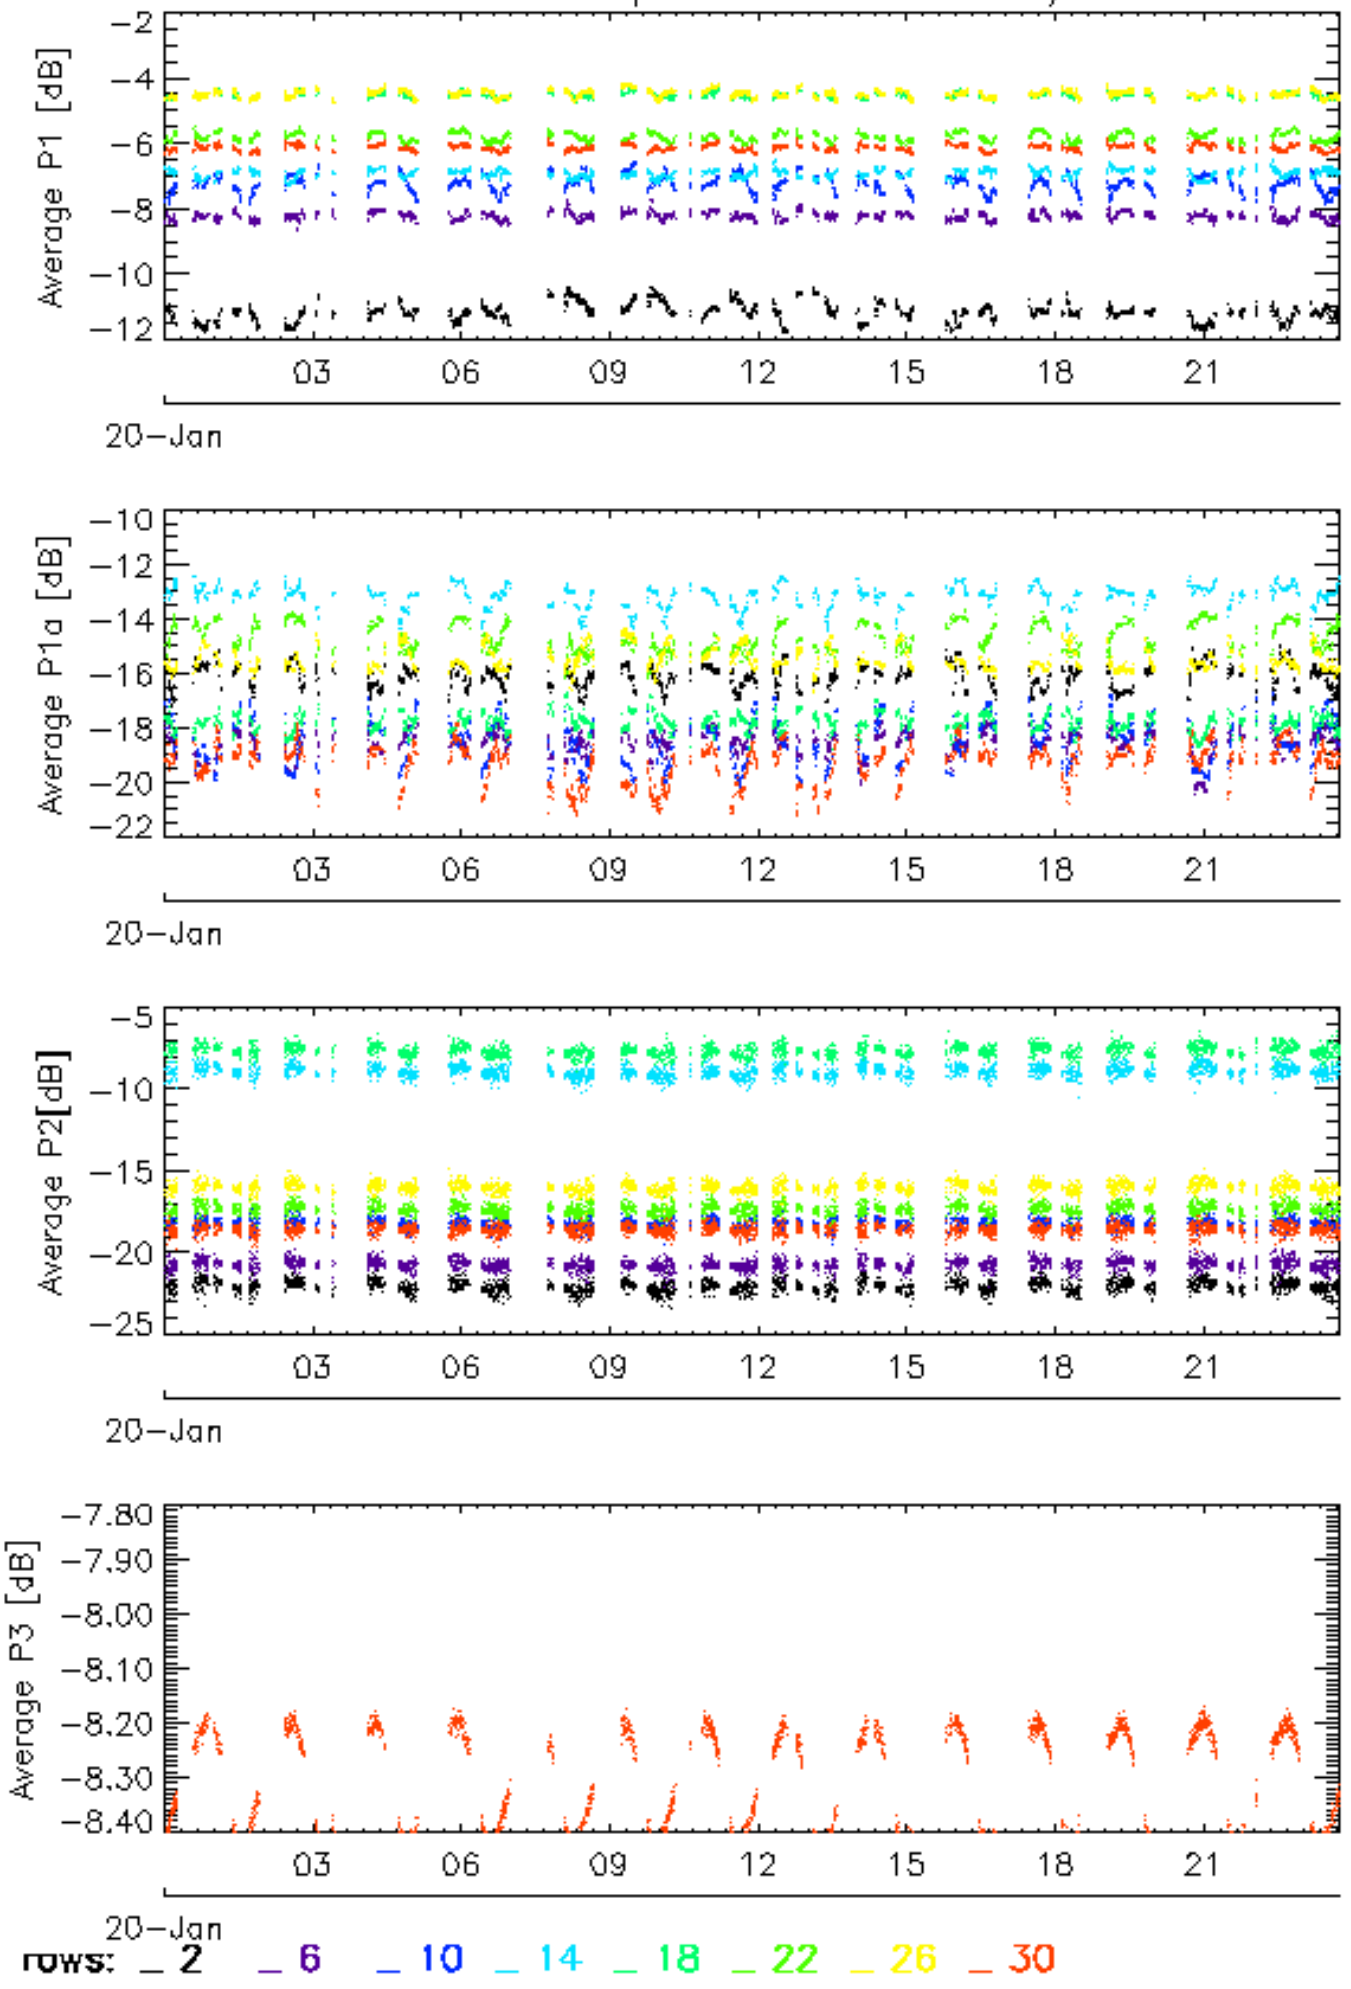 Average P1 [dB]
-2
-4
-6
-8
-10
-12
03 06 09 12 15 18 21
20-Jan
Average P1a [dB]
-10
-12
-14
-16
-18
-20
-22
03 06 09 12 15 18 21
20-Jan
Average P2[dB]
-5
-10
-15
-20
-25
03 06 09 12 15 18 21
20-Jan
Average P3 [dB]
-7.80
-7.90
-8.00
-8.10
-8.20
-8.30
-8.40
03 06 09 12 15 18 21
20-Jan
rows: _ 2 _ 6 _ 10 _ 14 _ 18 _ 22 _ 26 _ 30